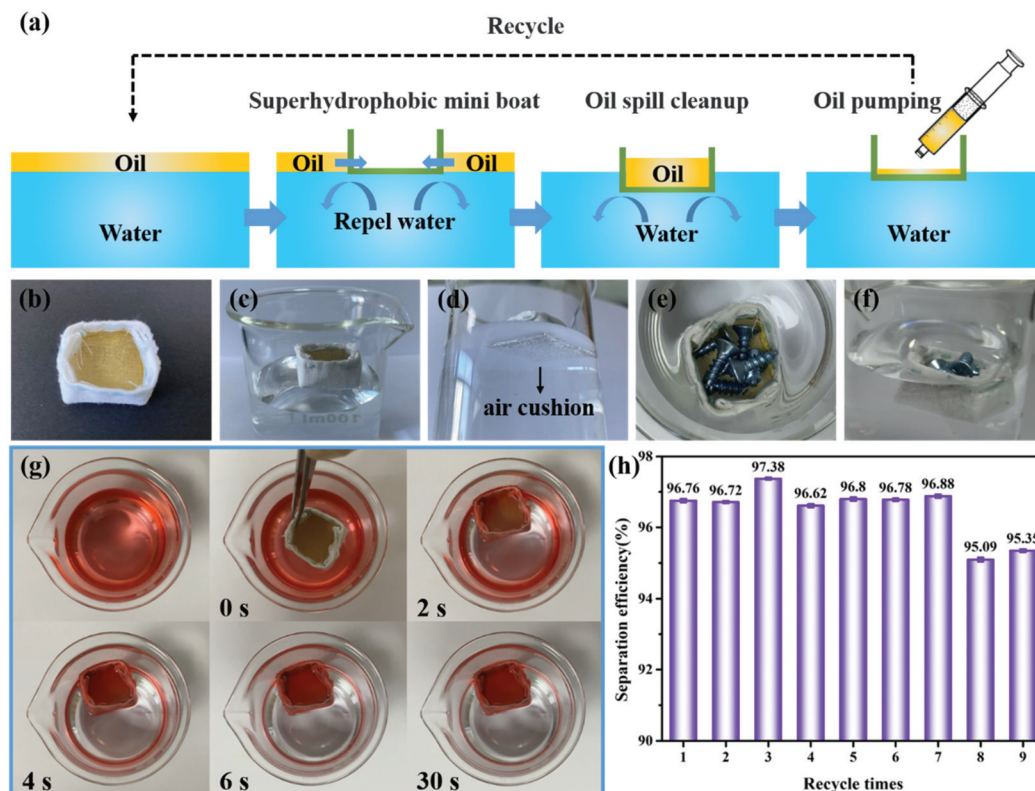 (a)
Recycle
Superhydrophobic mini boat
Oil spill cleanup
Oil pumping
Oil
Oil
Oil
Oil
Water
Repel water
Water
Water
(b)
(c)
(d)
(e)
(f)
air cushion
(g)
0 s
2 s
4 s
6 s
30 s
(h)
98
96
94
92
90
Separation efficiency(%)
96.76
96.72
97.38
96.62
96.8
96.78
96.88
95.09
95.35
1 2 3 4 5 6 7 8 9
Recycle times